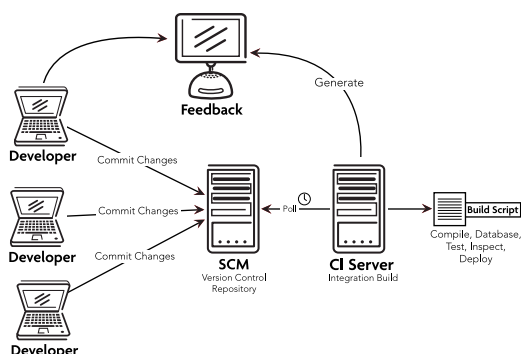 Feedback
Generate
Developer
Commit Changes
Developer
Commit Changes
Developer
Commit Changes
SCM
Version Control
Repository
Poll
CI Server
Integration Build
Build Script
Compile, Database,
Test, Inspect,
Deploy